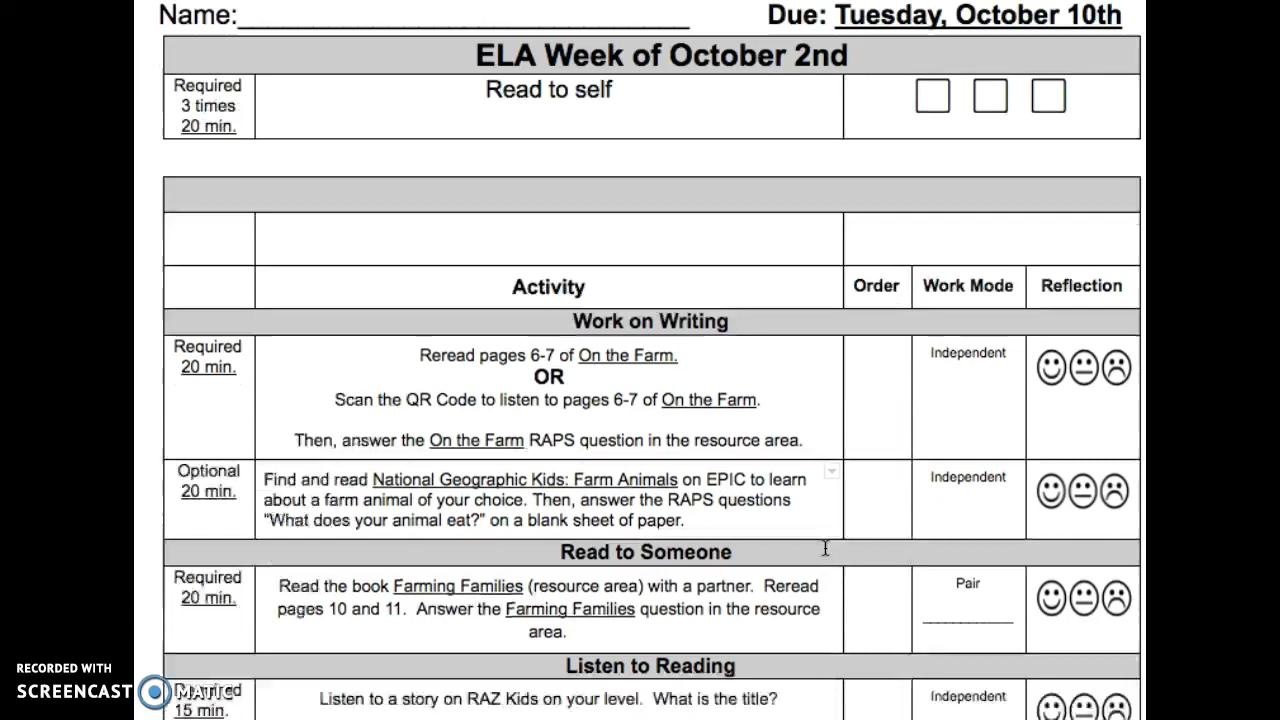 Name:
Due: Tuesday, October 10th
ELA Week of October 2nd
Required
3 times
20 min.
Read to self
Activity
Order
Work Mode
Reflection
Work on Writing
Required
20 min.
Reread pages 6-7 of On the Farm.
OR
Scan the QR Code to listen to pages 6-7 of On the Farm.
Then, answer the On the Farm RAPS question in the resource area.
Independent
Optional
20 min.
Find and read National Geographic Kids: Farm Animals on EPIC to learn
about a farm animal of your choice. Then, answer the RAPS questions
“What does your animal eat?” on a blank sheet of paper.
Independent
Read to Someone
Required
20 min.
Read the book Farming Families (resource area) with a partner. Reread
pages 10 and 11. Answer the Farming Families question in the resource
area.
Pair
Listen to Reading
15 min.
Listen to a story on RAZ Kids on your level. What is the title?
Independent
RECORDED WITH
SCREENCAST MATIC